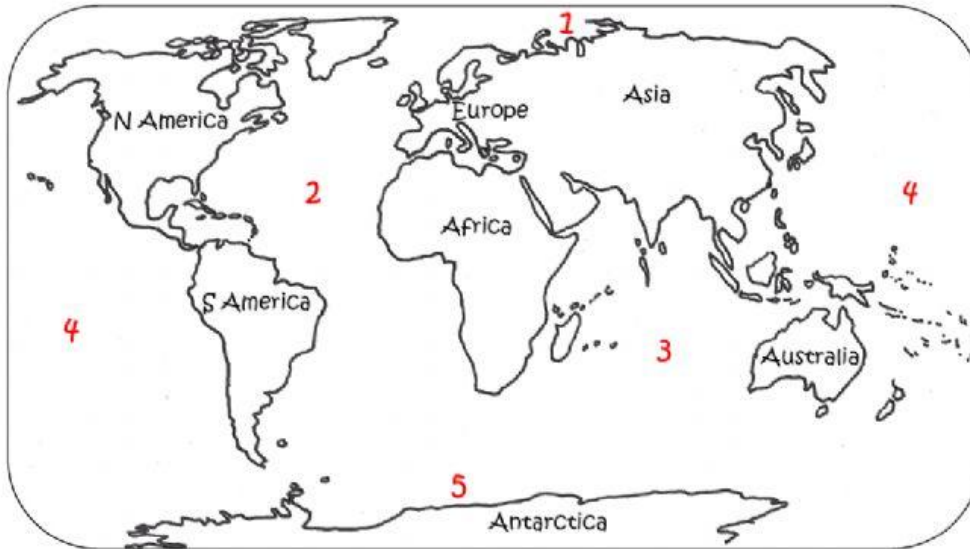 1
Asia
Europe
N America
2
4
Africa
S America
4
3
Australia
5
Antarctica